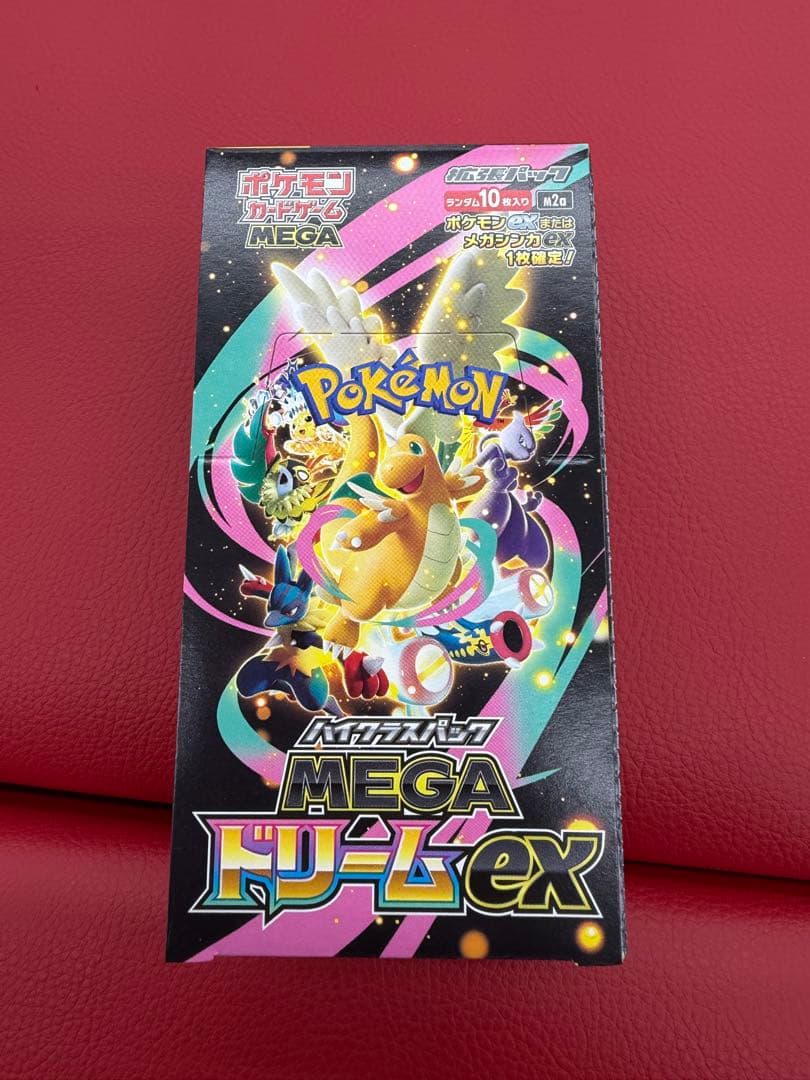 ポケモン
カードゲーム
MEGA
拡張パック
ランダム10枚入り M2a
ポケモンexまたは
メガシンカex
1枚確定!
POKéMON
TM
ハイクラスパック
MEGA
ドリームex